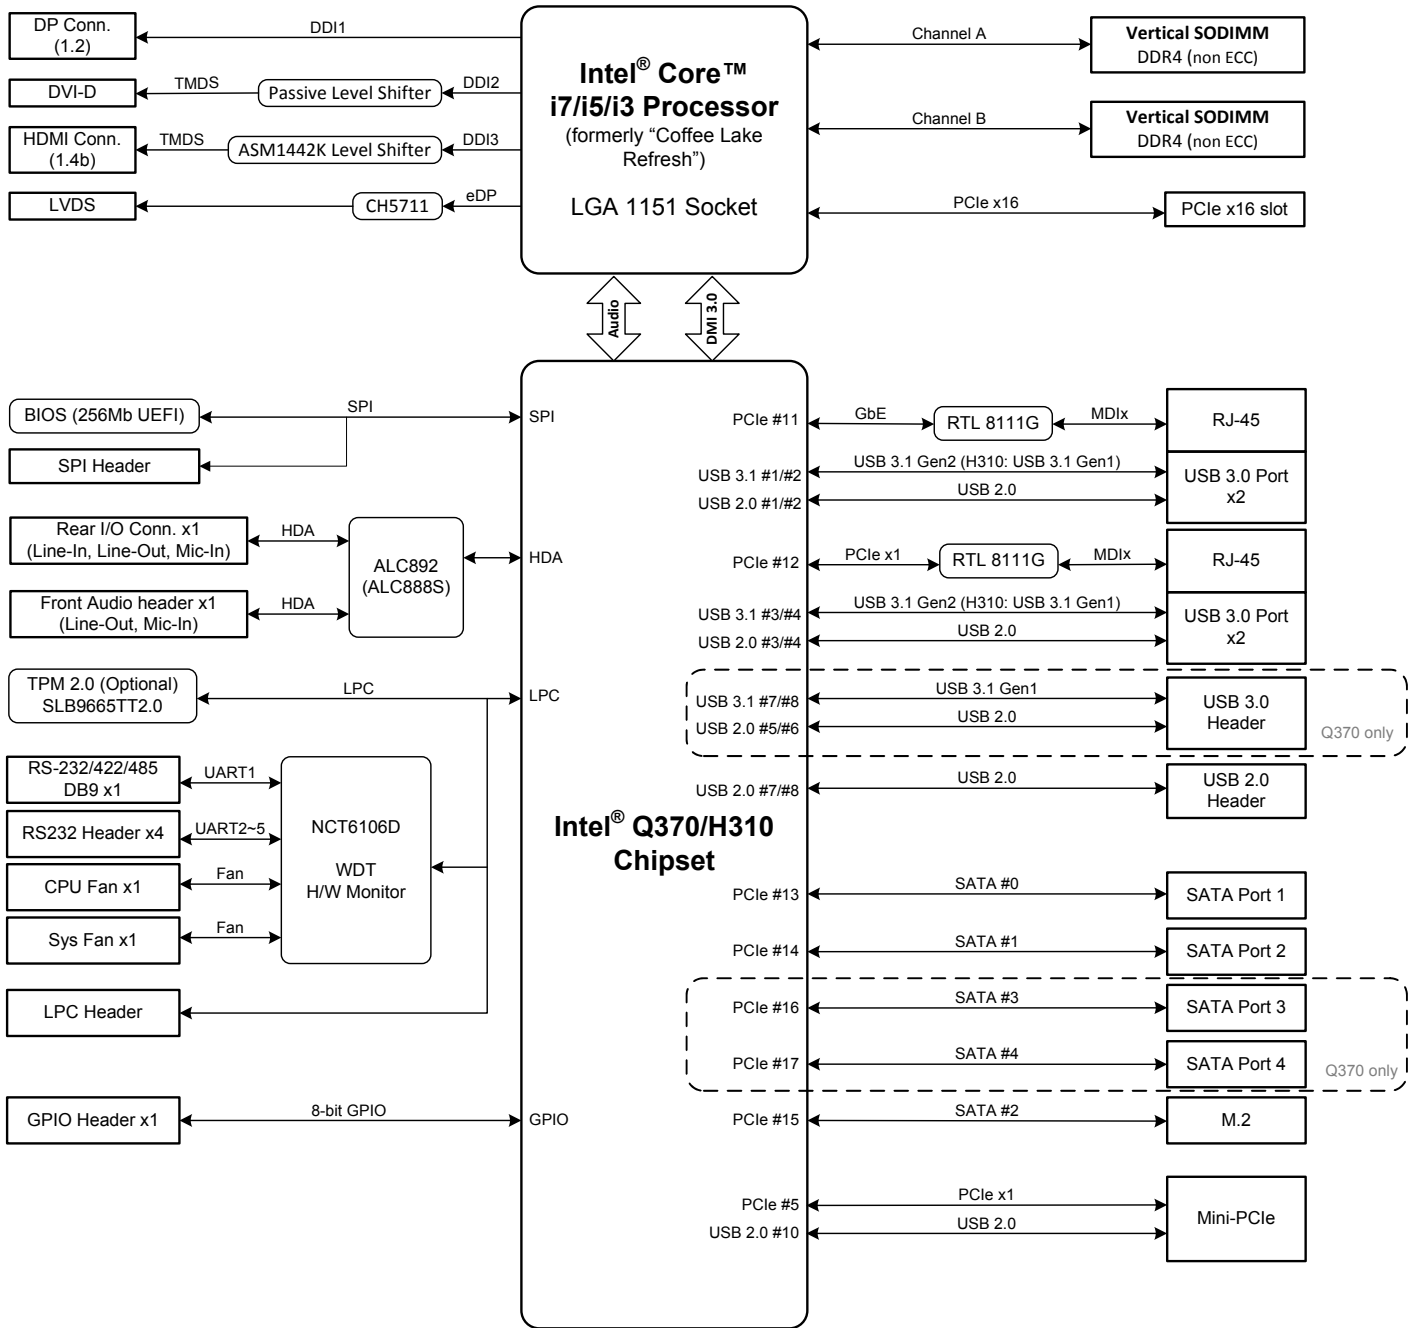 DP Conn.
(1.2)
DDI1
DVI-D
TMDS
Passive Level Shifter
DDI2
HDMI Conn.
(1.4b)
TMDS
ASM1442K Level Shifter
DDI3
LVDS
CH5711
eDP
Intel® Core™
i7/i5/i3 Processor
(formerly “Coffee Lake
Refresh”)
LGA 1151 Socket
Channel A
Vertical SODIMM
DDR4 (non ECC)
Channel B
Vertical SODIMM
DDR4 (non ECC)
PCIe x16
PCIe x16 slot
Audio
DMI 3.0
BIOS (256Mb UEFI)
SPI
SPI
SPI Header
Rear I/O Conn. x1
(Line-In, Line-Out, Mic-In)
HDA
ALC892
(ALC888S)
HDA
Front Audio header x1
(Line-Out, Mic-In)
HDA
TPM 2.0 (Optional)
SLB9665TT2.0
LPC
LPC
RS-232/422/485
DB9 x1
UART1
RS232 Header x4
UART2~5
CPU Fan x1
Fan
Sys Fan x1
Fan
NCT6106D
WDT
H/W Monitor
LPC Header
GPIO Header x1
8-bit GPIO
GPIO
Intel® Q370/H310
Chipset
PCIe #11
GbE
RTL 8111G
MDIx
RJ-45
USB 3.1 #1/#2
USB 3.1 Gen2 (H310: USB 3.1 Gen1)
USB 2.0 #1/#2
USB 2.0
USB 3.0 Port
x2
PCIe #12
PCIe x1
RTL 8111G
MDIx
RJ-45
USB 3.1 #3/#4
USB 3.1 Gen2 (H310: USB 3.1 Gen1)
USB 2.0 #3/#4
USB 2.0
USB 3.0 Port
x2
USB 3.1 #7/#8
USB 3.1 Gen1
USB 2.0 #5/#6
USB 2.0
USB 3.0
Header
Q370 only
USB 2.0 #7/#8
USB 2.0
USB 2.0
Header
PCIe #13
SATA #0
SATA Port 1
PCIe #14
SATA #1
SATA Port 2
PCIe #16
SATA #3
SATA Port 3
PCIe #17
SATA #4
SATA Port 4
Q370 only
PCIe #15
SATA #2
M.2
PCIe #5
PCIe x1
USB 2.0 #10
USB 2.0
Mini-PCIe